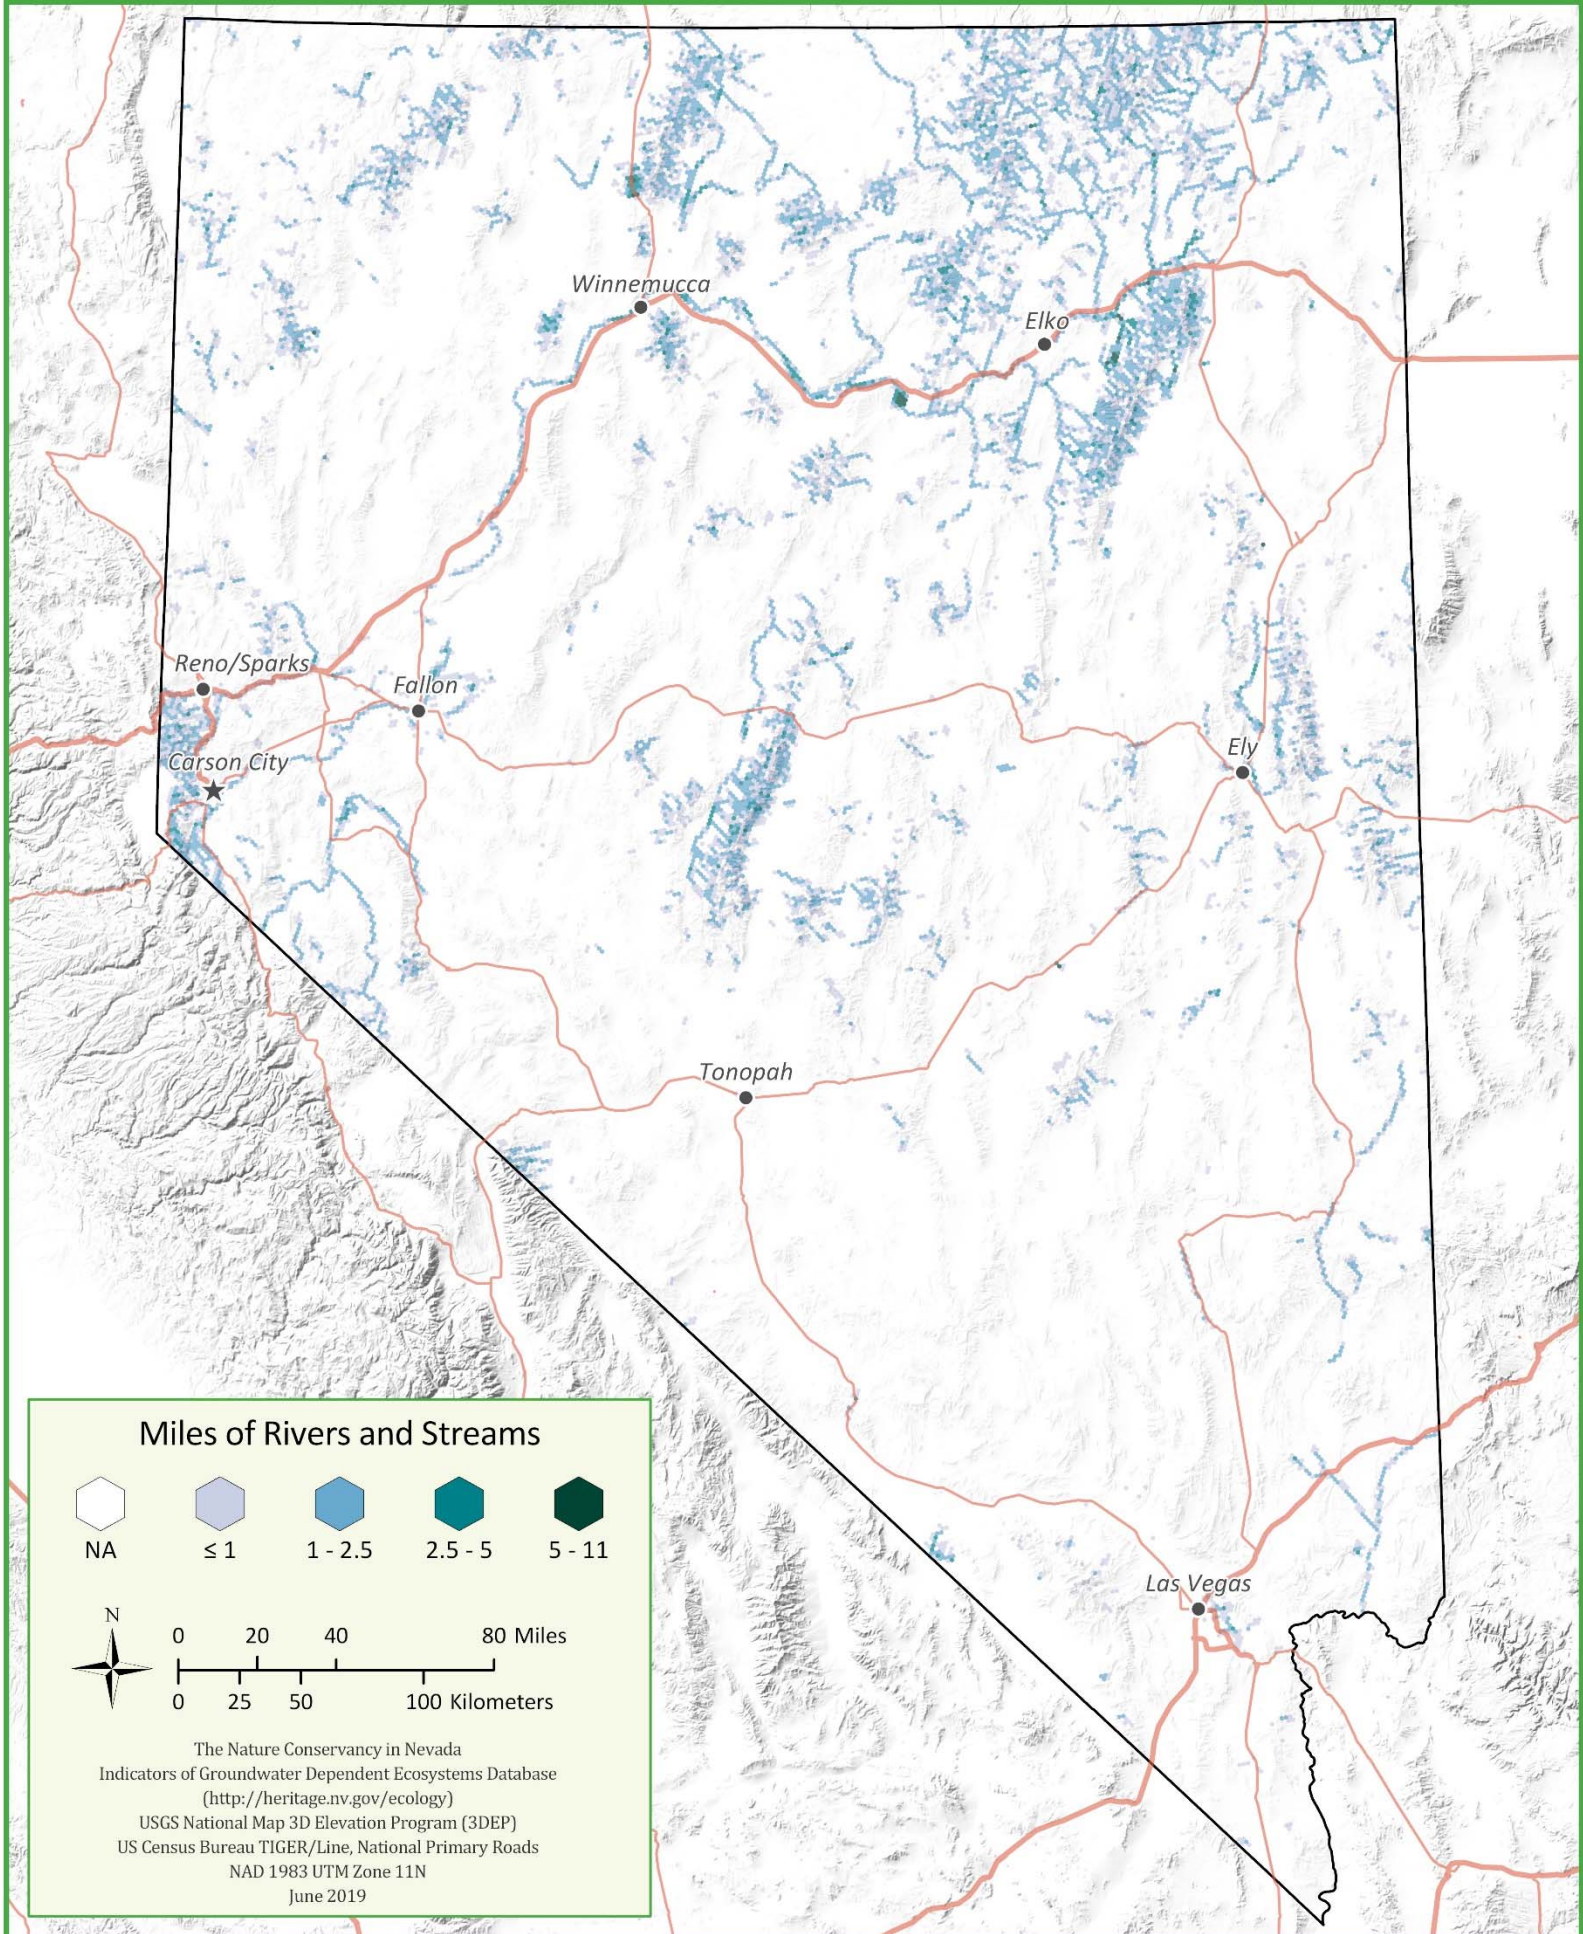 Winnemucca
Elko
Reno/Sparks
Fallon
Carson City
Ely
Tonopah
Las Vegas
Miles of Rivers and Streams
NA
≤ 1
1 - 2.5
2.5 - 5
5 - 11
N
0 20 40 80 Miles
0 25 50 100 Kilometers
The Nature Conservancy in Nevada
Indicators of Groundwater Dependent Ecosystems Database
(http://heritage.nv.gov/ecology)
USGS National Map 3D Elevation Program (3DEP)
US Census Bureau TIGER/Line, National Primary Roads
NAD 1983 UTM Zone 11N
June 2019